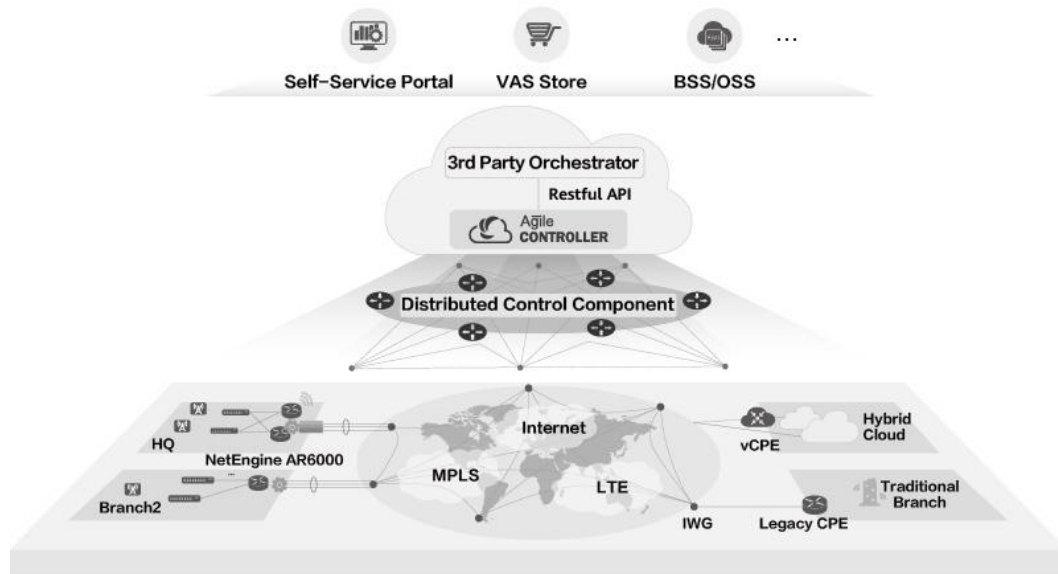 Self-Service Portal
VAS Store
BSS/OSS
...
3rd Party Orchestrator
Restful API
Agile
CONTROLLER
Distributed Control Component
HQ
NetEngine AR6000
Internet
vCPE
Hybrid
Cloud
MPLS
LTE
...
Branch2
IWG
Legacy CPE
Traditional
Branch